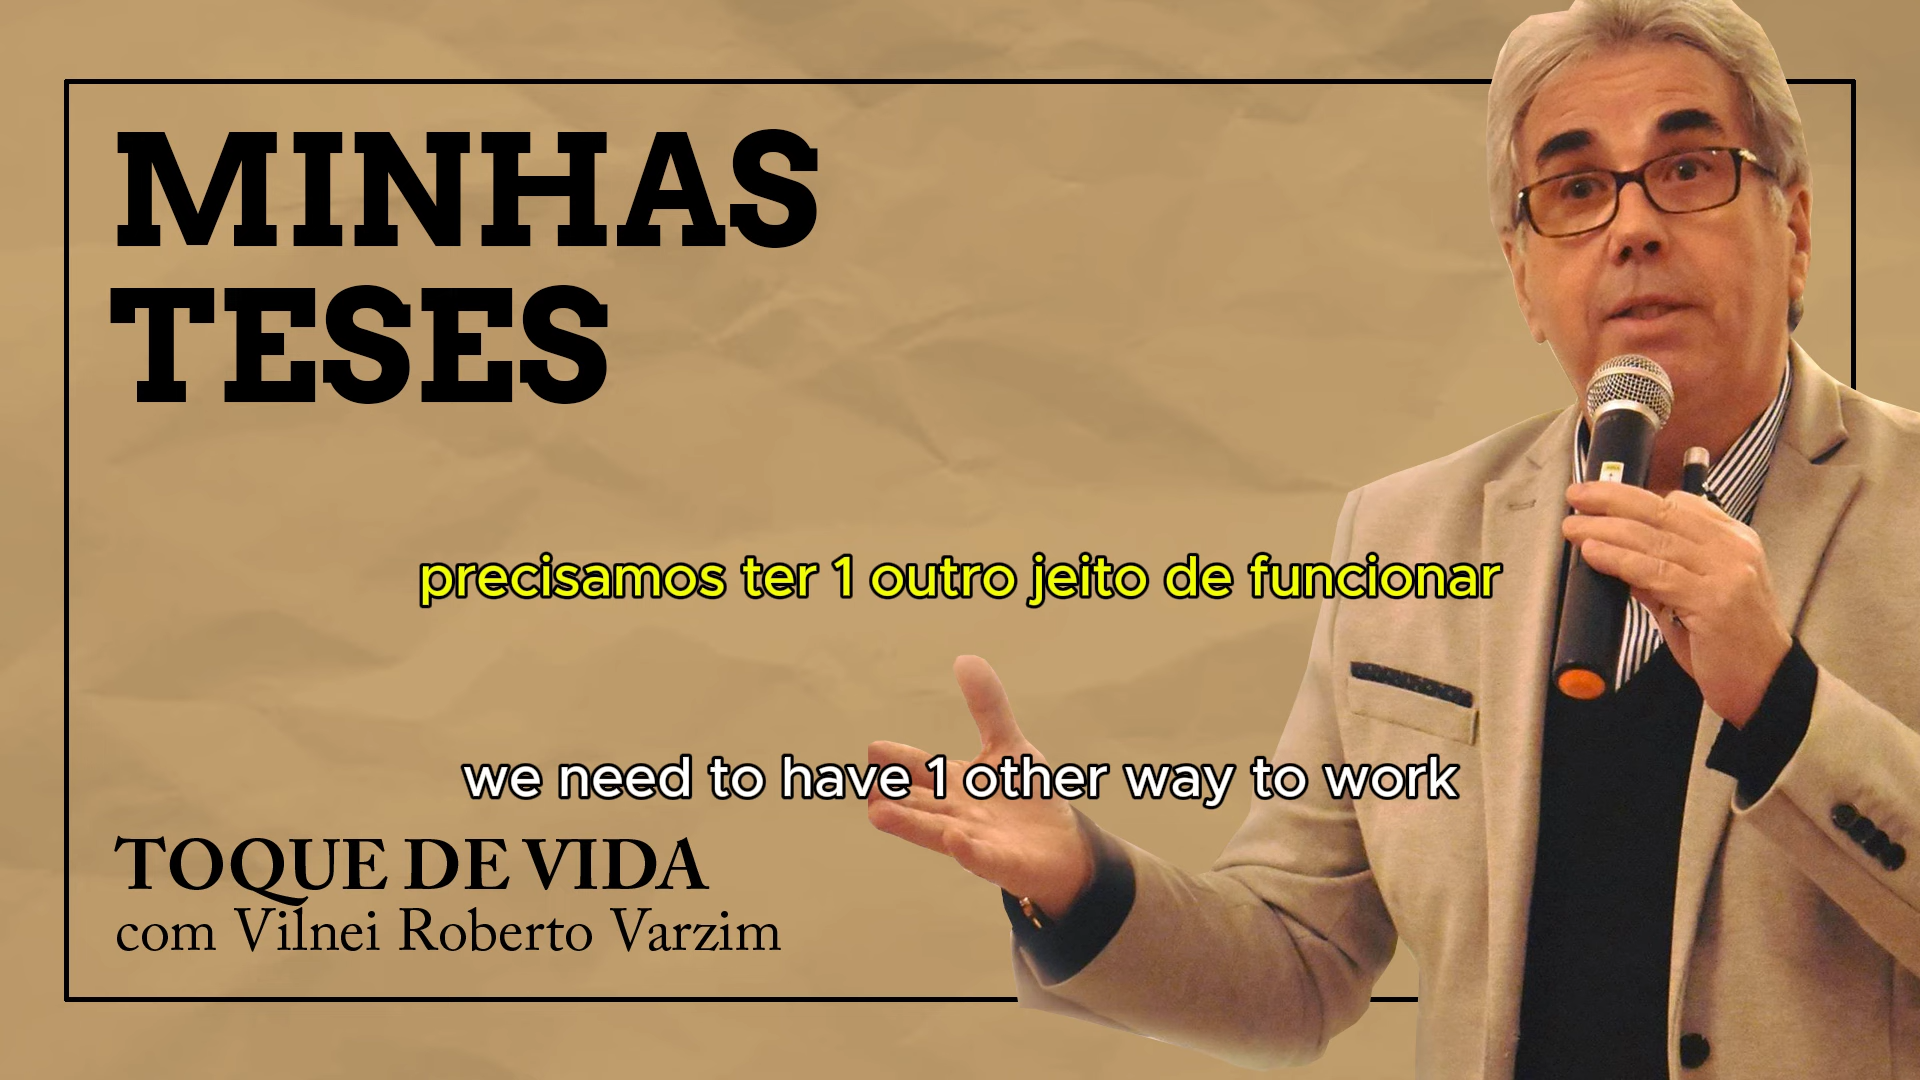 MINHAS
TESES
precisamos ter 1 outro jeito de funcionar
we need to have 1 other way to work
TOQUE DE VIDA
com Vilnei Roberto Varzim